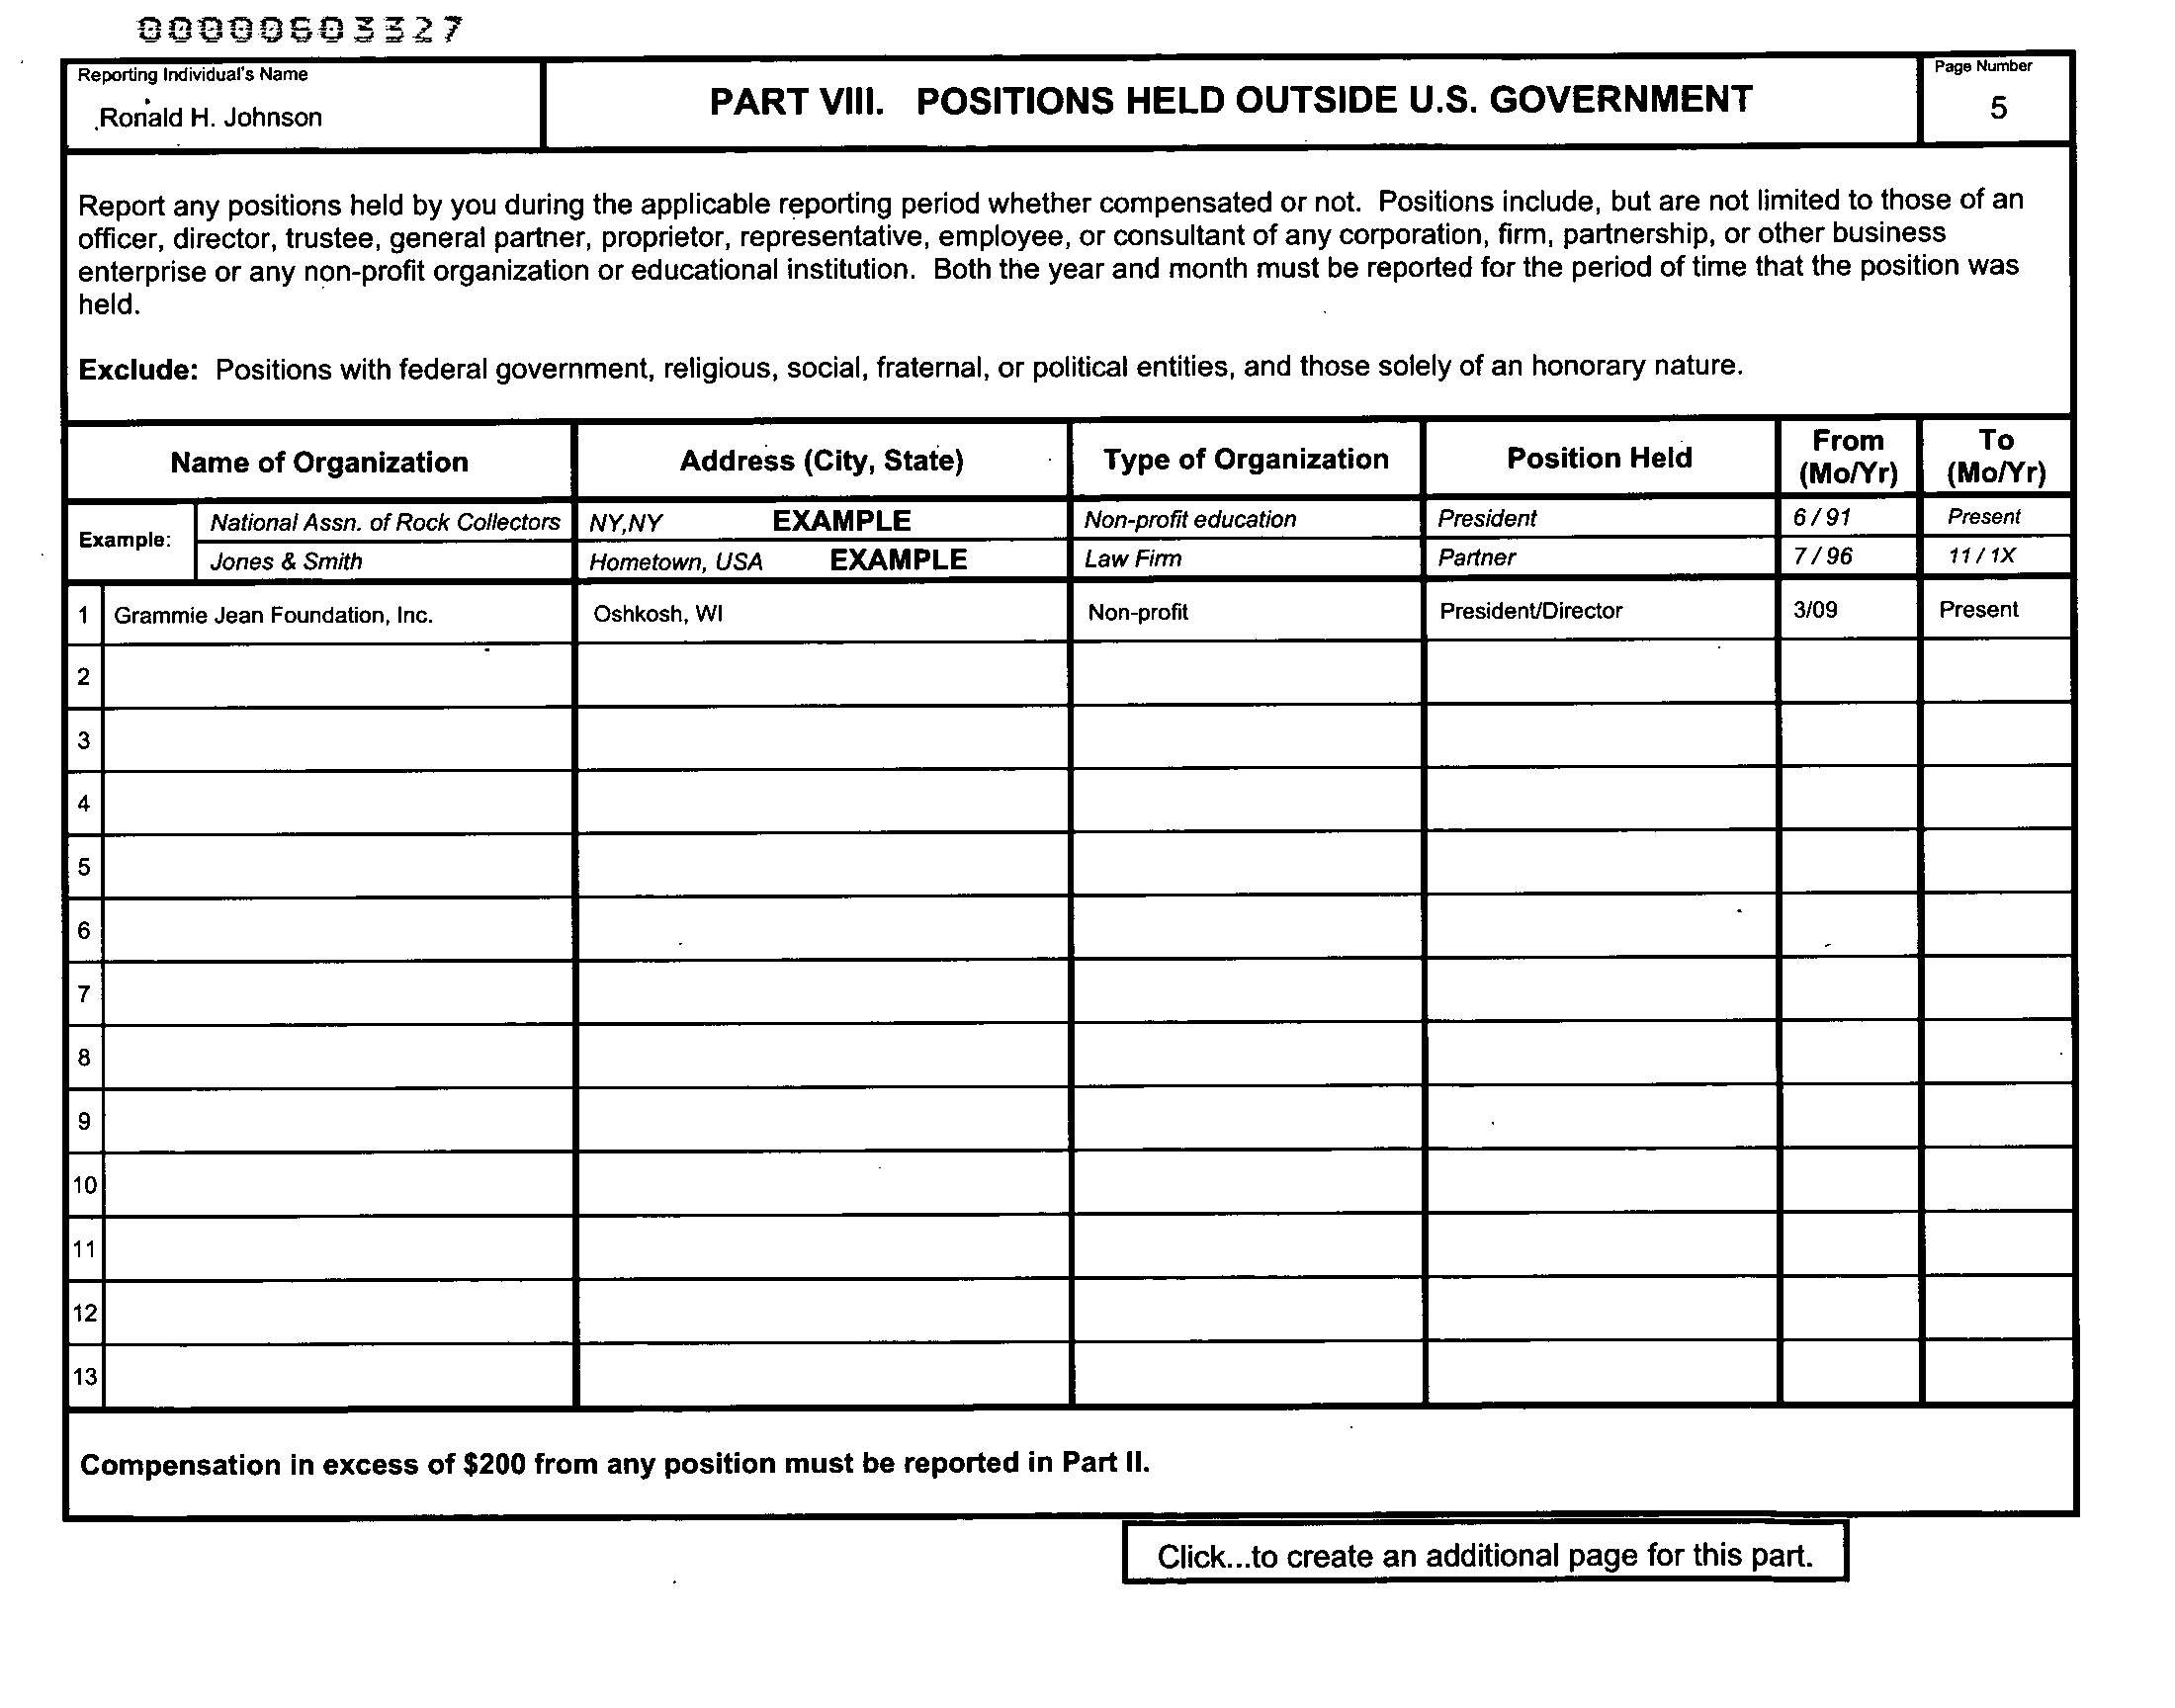 00000603327
Reporting Individual's Name
Ronald H. Johnson
PART VIII. POSITIONS HELD OUTSIDE U.S. GOVERNMENT
Page Number
5
Report any positions held by you during the applicable reporting period whether compensated or not. Positions include, but are not limited to those of an
officer, director, trustee, general partner, proprietor, representative, employee, or consultant of any corporation, firm, partnership, or other business
enterprise or any non-profit organization or educational institution. Both the year and month must be reported for the period of time that the position was
held.
Exclude: Positions with federal government, religious, social, fraternal, or political entities, and those solely of an honorary nature.
Name of Organization Address (City, State) Type of Organization Position Held From (Mo/Yr) To (Mo/Yr)
Example: National Assn. of Rock Collectors NY,NY EXAMPLE Non-profit education President 6 / 91 Present
Jones & Smith Hometown, USA EXAMPLE Law Firm Partner 7 / 96 11 / 1X
1 Grammie Jean Foundation, Inc. Oshkosh, WI Non-profit President/Director 3/09 Present
2
3
4
5
6
7
8
9
10
11
12
13
Compensation in excess of $200 from any position must be reported in Part II.
Click...to create an additional page for this part.